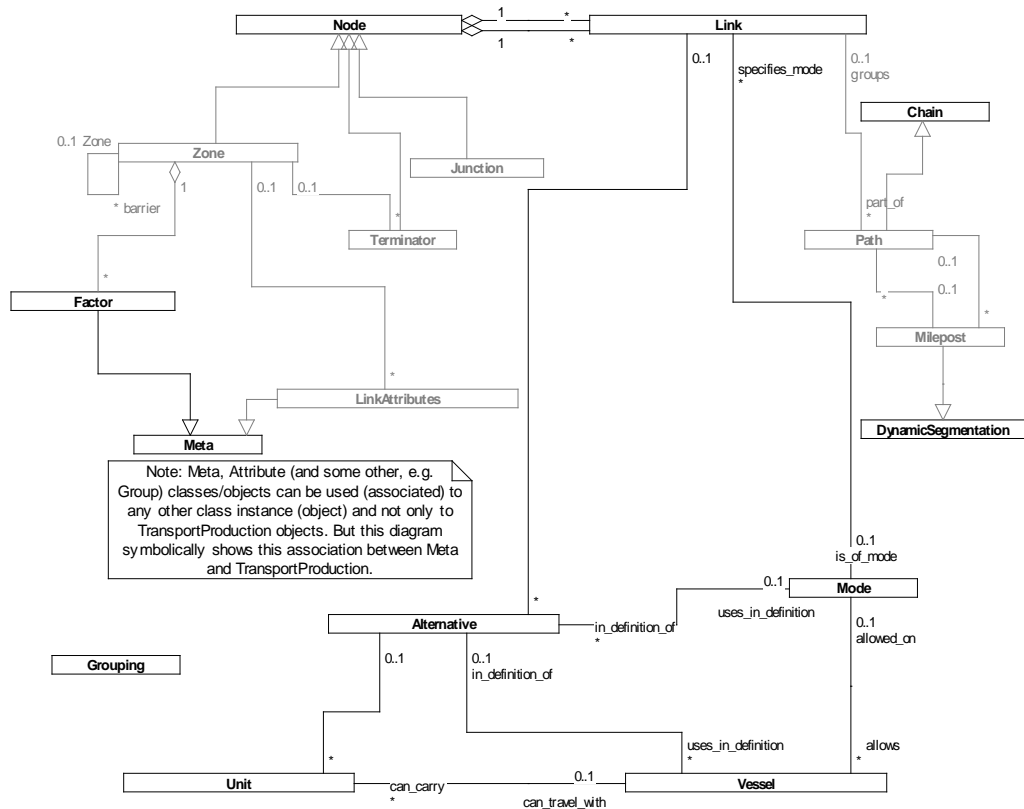 Node
1
*
Link
1
*
0..1
specifies_mode
*
0..1
groups
Chain
0..1 Zone
Zone
Junction
1
0..1
0..1
* barrier
part_of
*
*
Terminator
Path
0..1
*
Factor
*
0..1
*
Milepost
*
LinkAttributes
Meta
DynamicSegmentation
Note: Meta, Attribute (and some other, e.g.
Group) classes/objects can be used (associated) to
any other class instance (object) and not only to
TransportProduction objects. But this diagram
symbolically shows this association between Meta
and TransportProduction.
0..1
is_of_mode
0..1
Mode
*
uses_in_definition
Alternative
in_definition_of
*
0..1
allowed_on
0..1
0..1
in_definition_of
Grouping
uses_in_definition
allows
*
*
*
Unit
can_carry
*
0..1
can_travel_with
Vessel